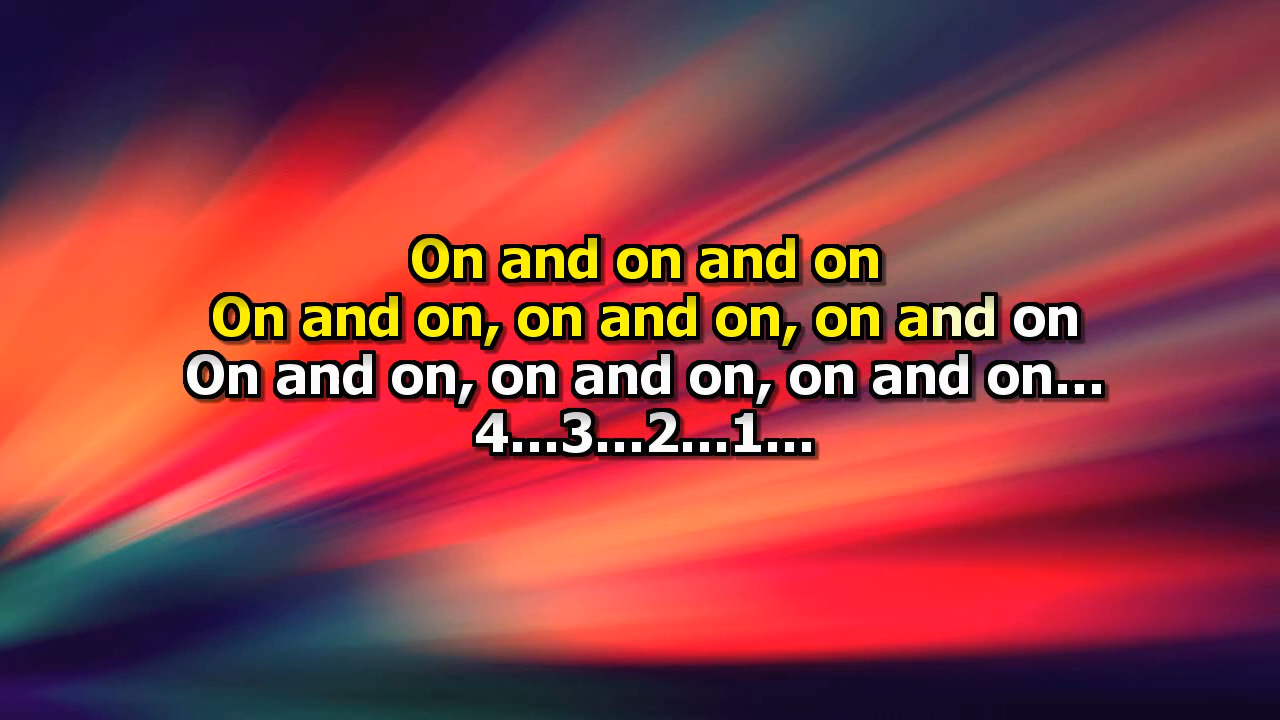 On and on and on
On and on, on and on, on and on
On and on, on and on, on and on...
4...3...2...1...